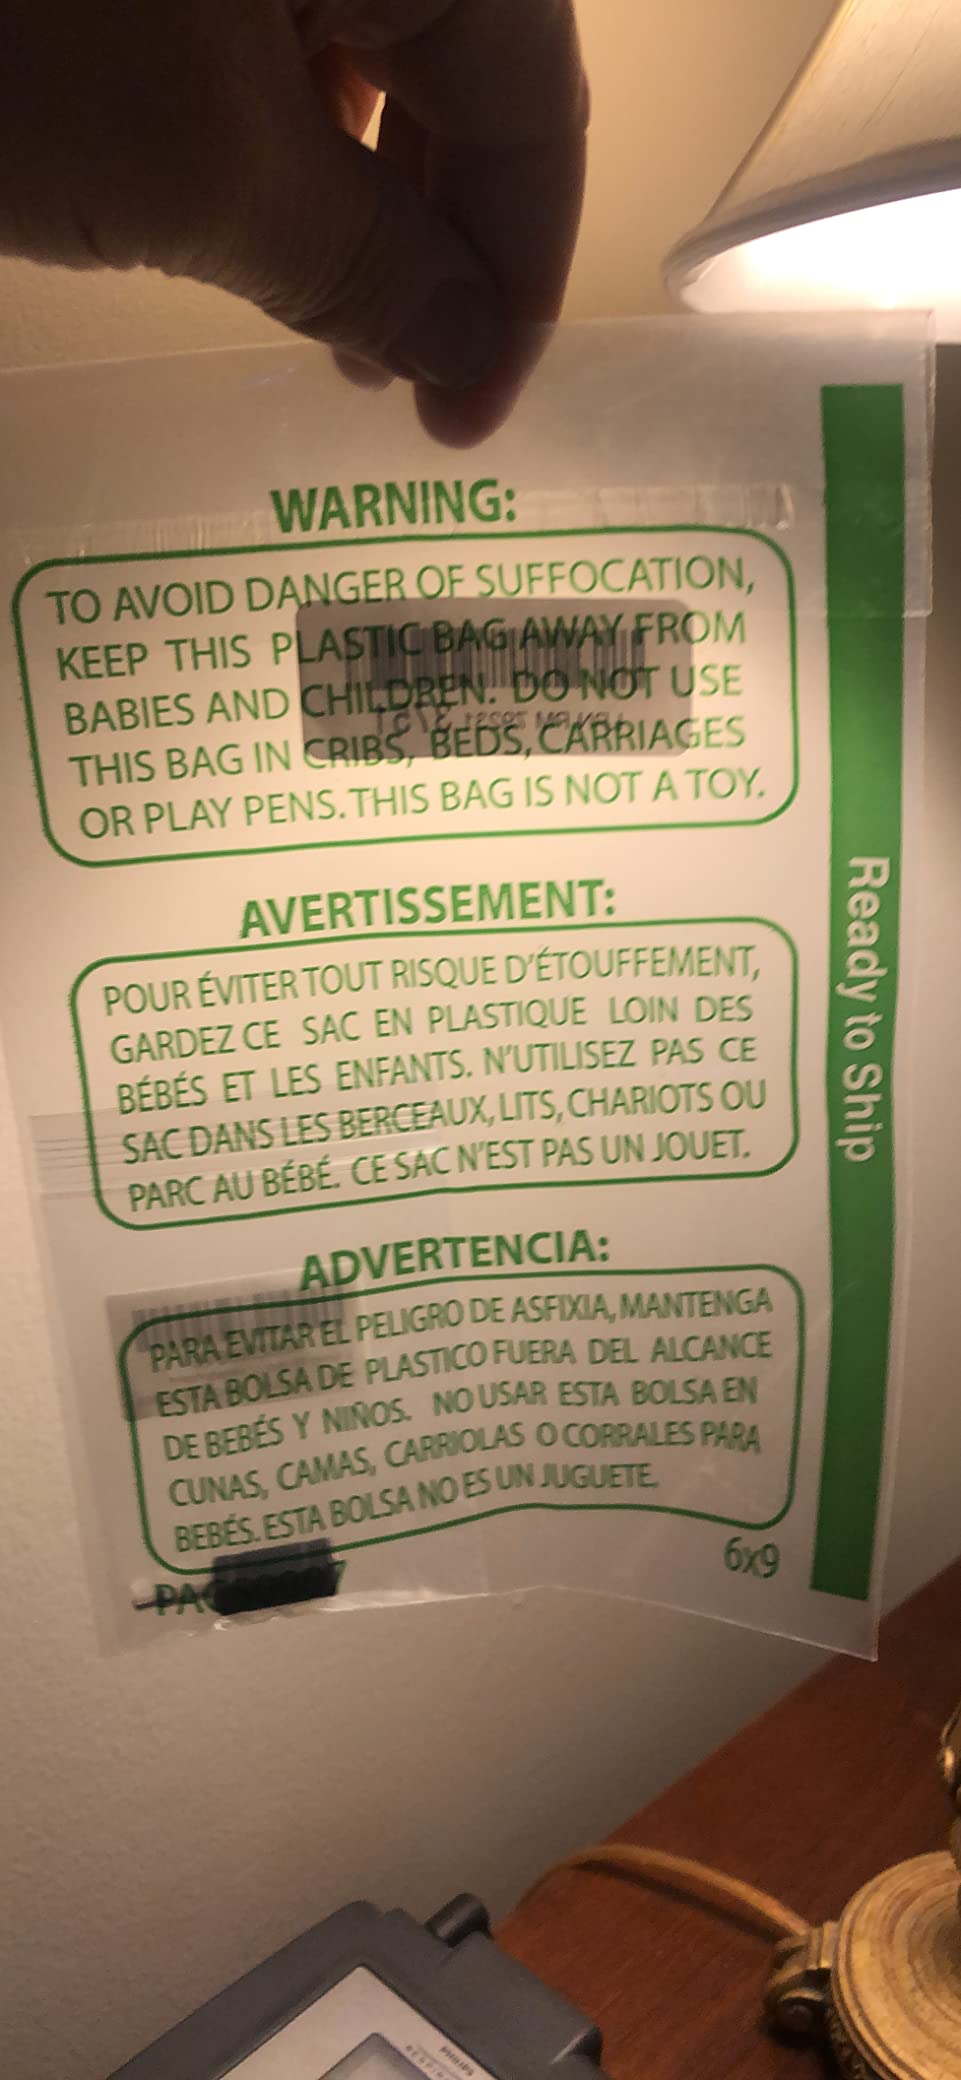 WARNING:
TO AVOID DANGER OF SUFFOCATION,
KEEP THIS PLASTIC BAG AWAY FROM
BABIES AND CHILDREN. DO NOT USE
THIS BAG IN CRIBS, BEDS, CARRIAGES
OR PLAY PENS. THIS BAG IS NOT A TOY.
AVERTISSEMENT:
POUR ÉVITER TOUT RISQUE D'ÉTOUFFEMENT,
GARDEZ CE SAC EN PLASTIQUE LOIN DES
BÉBÉS ET LES ENFANTS. N'UTILISEZ PAS CE
SAC DANS LES BERCEAUX, LITS, CHARIOTS OU
PARC AU BÉBÉ. CE SAC N'EST PAS UN JOUET.
ADVERTENCIA:
PARA EVITAR EL PELIGRO DE ASFIXIA, MANTENGA
ESTA BOLSA DE PLASTICO FUERA DEL ALCANCE
DE BEBÉS Y NIÑOS. NO USAR ESTA BOLSA EN
CUNAS, CAMAS, CARRIOLAS O CORRALES PARA
BEBÉS. ESTA BOLSA NO ES UN JUGUETE.
6x9
Ready to Ship
PHILIPS